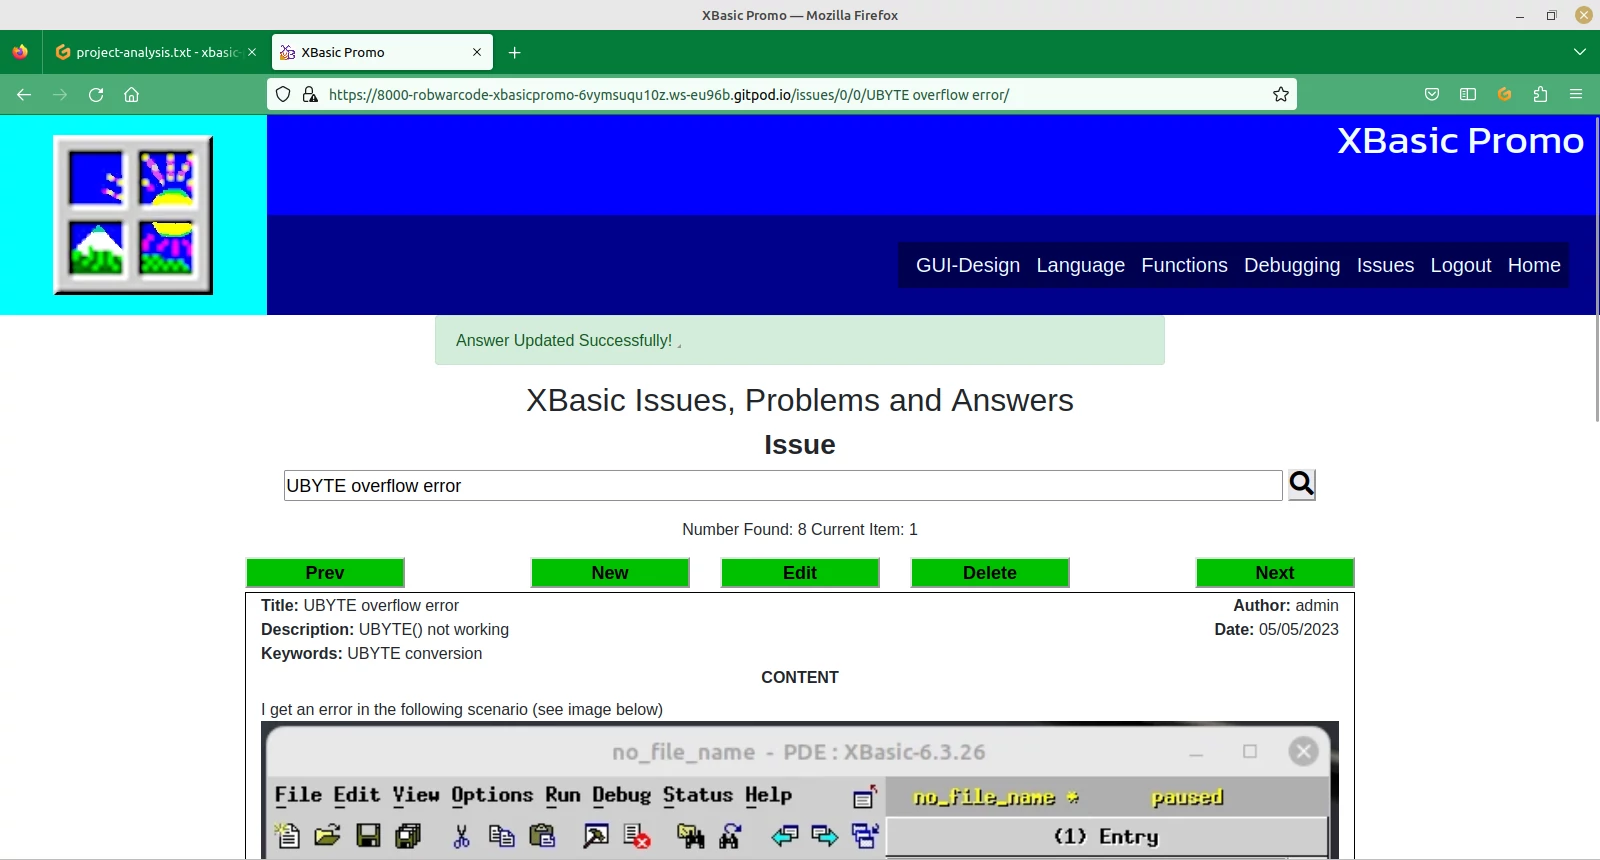 XBasic Promo — Mozilla Firefox
project-analysis.txt - xbasic-
XBasic Promo
https://8000-robwarcode-xbasicpromo-6vymsuqu10z.ws-eu96b.gitpod.io/issues/0/0/UBYTE overflow error/
XBasic Promo
GUI-Design Language Functions Debugging Issues Logout Home
Answer Updated Successfully!
XBasic Issues, Problems and Answers
Issue
UBYTE overflow error
Number Found: 8 Current Item: 1
Prev New Edit Delete Next
Title: UBYTE overflow error Author: admin
Description: UBYTE() not working Date: 05/05/2023
Keywords: UBYTE conversion
CONTENT
I get an error in the following scenario (see image below)
no_file_name - PDE : XBasic-6.3.26
File Edit View Options Run Debug Status Help no_file_name * paused
(1) Entry